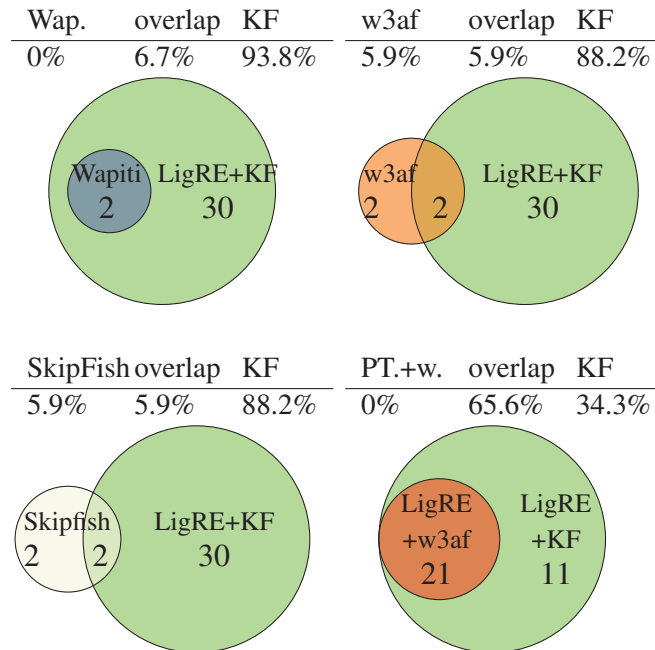 Wap. overlap KF
0% 6.7% 93.8%
Wapiti LigRE+KF
2 30
w3af overlap KF
5.9% 5.9% 88.2%
w3af LigRE+KF
2 2 30
SkipFish overlap KF
5.9% 5.9% 88.2%
Skipfish LigRE+KF
2 2 30
PT.+w. overlap KF
0% 65.6% 34.3%
LigRE LigRE
+w3af +KF
21 11